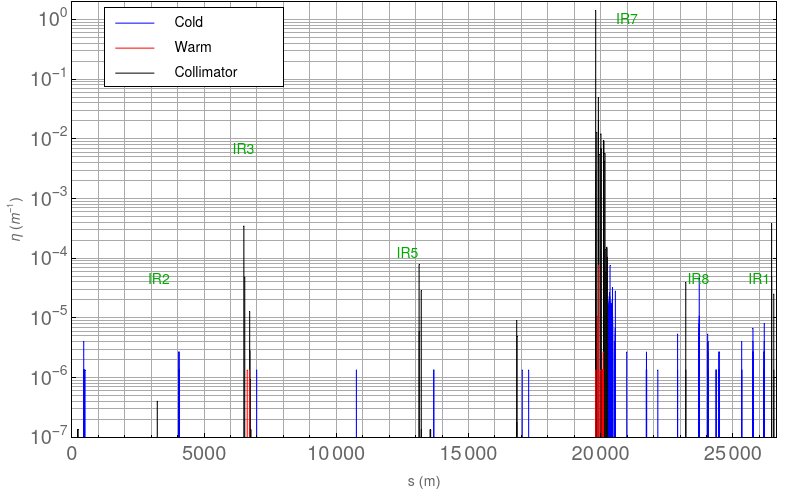 Cold
Warm
Collimator
IR7
IR3
IR5
IR2
IR8
IR1
10^0
10^-1
10^-2
10^-3
10^-4
10^-5
10^-6
10^-7
η (m^-1)
0 5000 10 000 15 000 20 000 25 000
s (m)